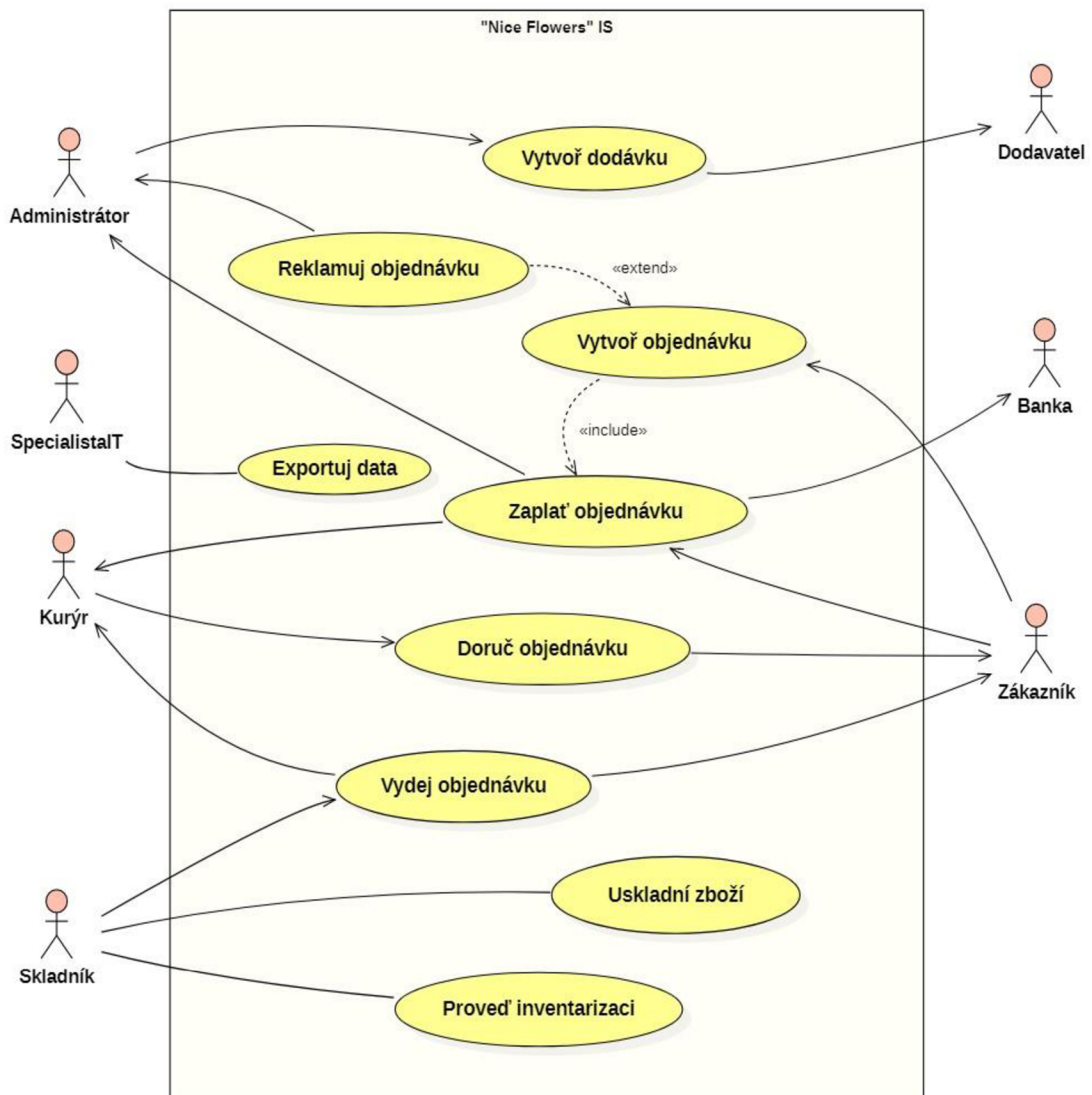 "Nice Flowers" IS
Dodavatel
Vytvoř dodávku
Administrátor
Reklamuj objednávku
«extend»
Vytvoř objednávku
Banka
SpecialistaIT
«include»
Exportuj data
Zaplať objednávku
Kurýr
Doruč objednávku
Zákazník
Vydej objednávku
Uskladní zboží
Skladník
Proveď inventarizaci